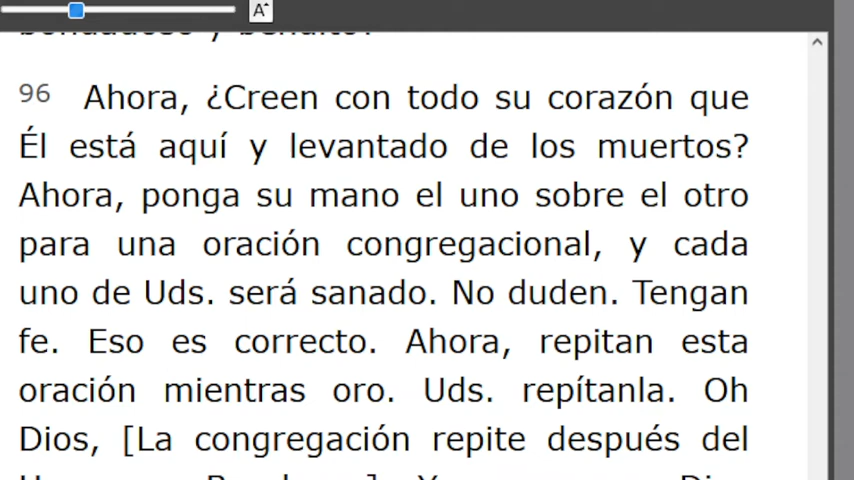 A
bondadoso y bendito.
96 Ahora, ¿Creen con todo su corazón que
Él está aquí y levantado de los muertos?
Ahora, ponga su mano el uno sobre el otro
para una oración congregacional, y cada
uno de Uds. será sanado. No duden. Tengan
fe. Eso es correcto. Ahora, repitan esta
oración mientras oro. Uds. repítanla. Oh
Dios, [La congregación repite después del